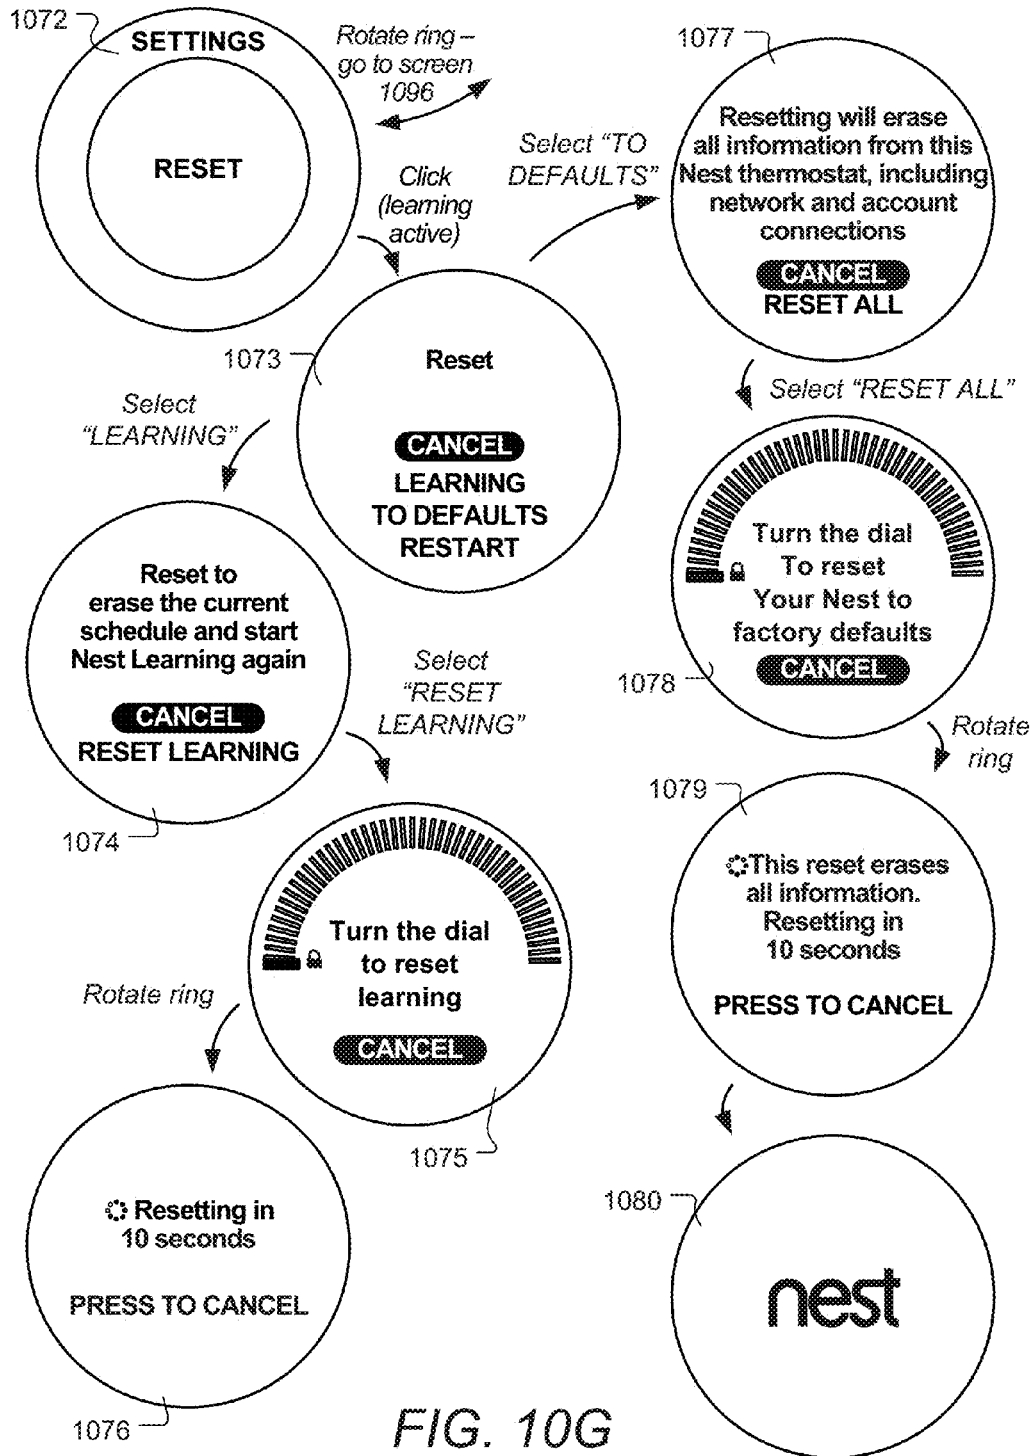 1072
SETTINGS
RESET
Rotate ring –
go to screen
1096
Click
(learning
active)
1073
Reset
CANCEL
LEARNING
TO DEFAULTS
RESTART
Select
"LEARNING"
Reset to
erase the current
schedule and start
Nest Learning again
CANCEL
RESET LEARNING
1074
Select
"RESET
LEARNING"
Turn the dial
to reset
learning
CANCEL
1075
Rotate ring
Resetting in
10 seconds
PRESS TO CANCEL
1076
Select "TO
DEFAULTS"
1077
Resetting will erase
all information from this
Nest thermostat, including
network and account
connections
CANCEL
RESET ALL
Select "RESET ALL"
Turn the dial
To reset
Your Nest to
factory defaults
CANCEL
1078
Rotate
ring
1079
This reset erases
all information.
Resetting in
10 seconds
PRESS TO CANCEL
1080
nest
FIG. 10G